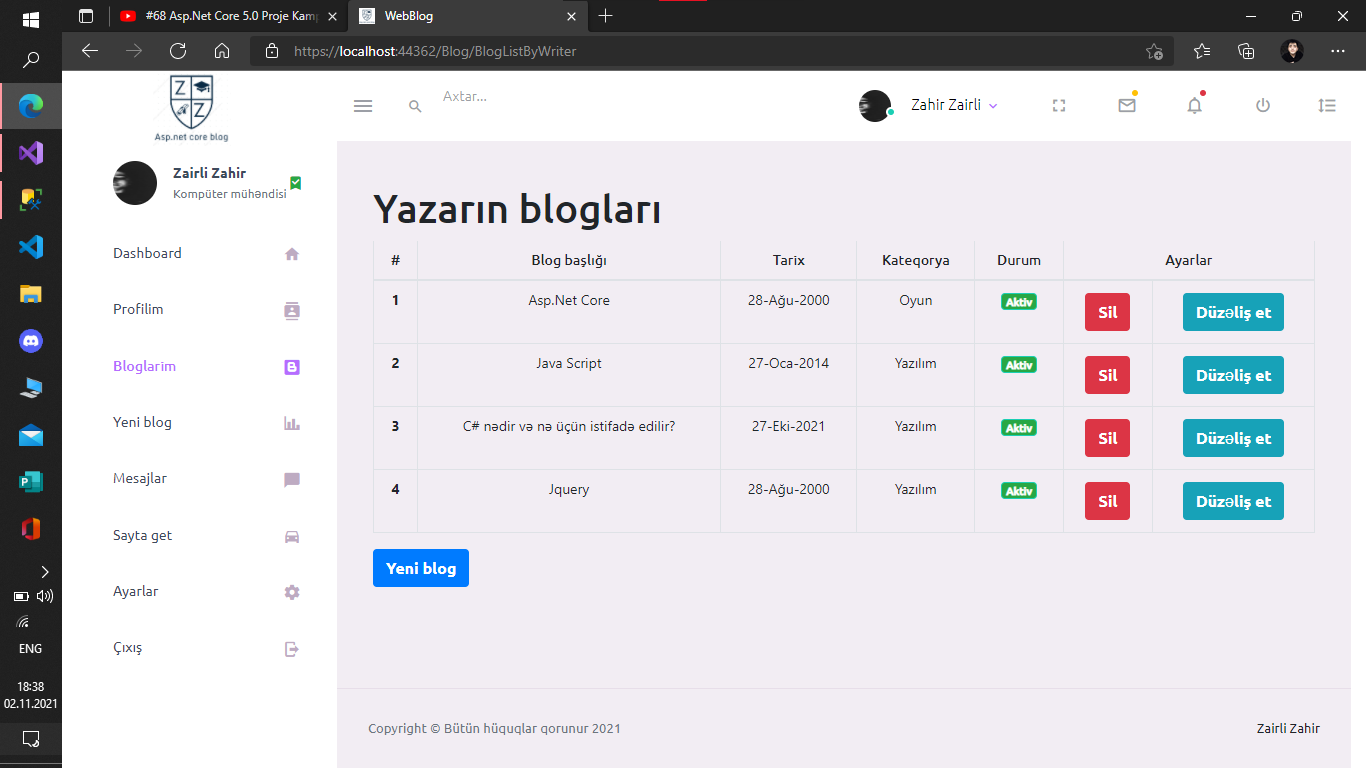 #68 Asp.Net Core 5.0 Proje Kamp
WebBlog
https://localhost:44362/Blog/BlogListByWriter
Z
Z
Asp.net core blog
Axtar...
Zahir Zairli
Zairli Zahir
Kompüter mühəndisi
Dashboard
Profilim
Bloglarim
Yeni blog
Mesajlar
Sayta get
Ayarlar
Çıxış
Yazarın blogları
# Blog başlığı Tarix Kateqorya Durum Ayarlar
1 Asp.Net Core 28-Ağu-2000 Oyun Aktiv Sil Düzəliş et
2 Java Script 27-Oca-2014 Yazılım Aktiv Sil Düzəliş et
3 C# nədir və nə üçün istifadə edilir? 27-Eki-2021 Yazılım Aktiv Sil Düzəliş et
4 Jquery 28-Ağu-2000 Yazılım Aktiv Sil Düzəliş et
Yeni blog
Copyright © Bütün hüquqlar qorunur 2021
Zairli Zahir
ENG
18:38
02.11.2021